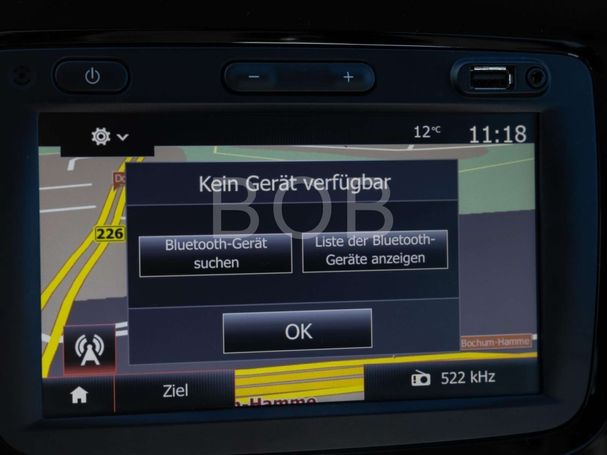 12°C
11:18
Kein Gerät verfügbar
BOB
226
Bluetooth-Gerät
suchen
Liste der Bluetooth-
Geräte anzeigen
OK
Bochum-Hamme
Ziel
522 kHz
-Hamme